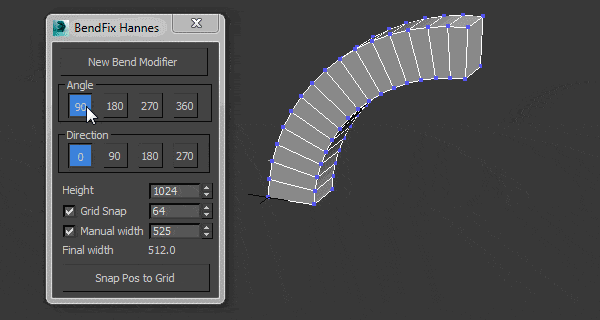 BendFix Hannes
New Bend Modifier
Angle
90 180 270 360
Direction
0 90 180 270
Height 1024
Grid Snap 64
Manual width 525
Final width 512.0
Snap Pos to Grid